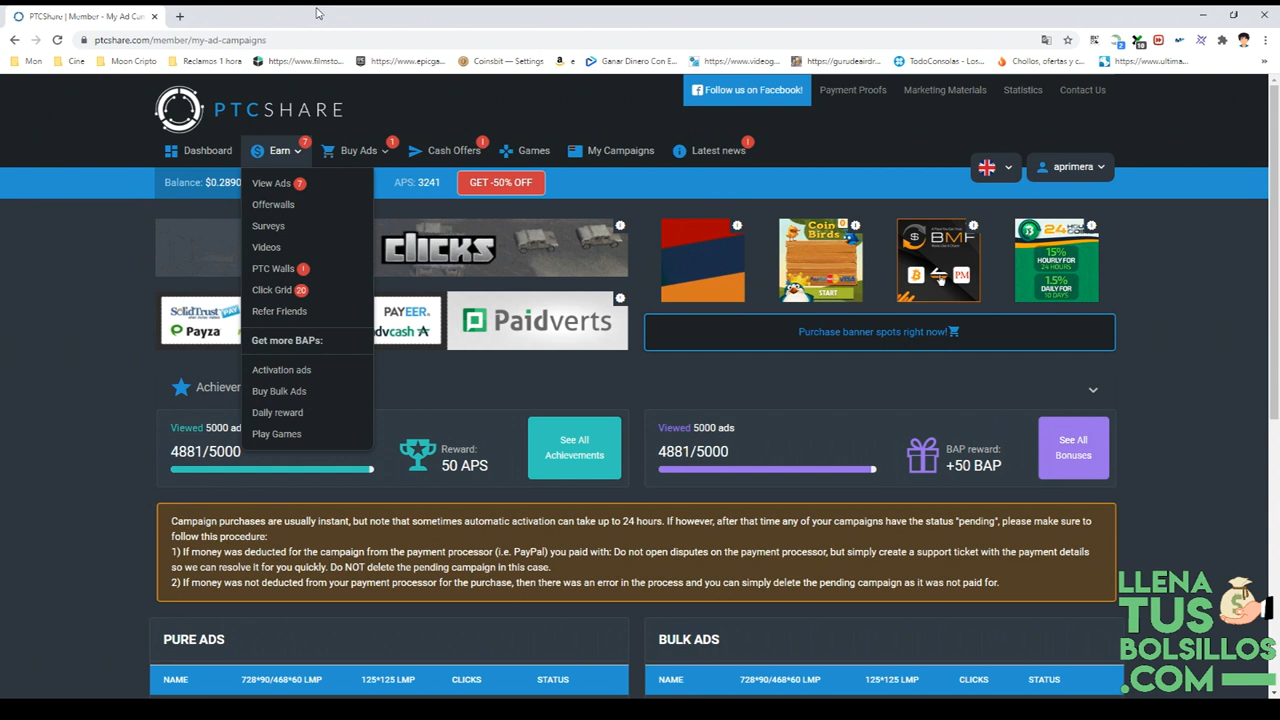 PTCShare | Member - My Ad Can
ptcshare.com/member/my-ad-campaigns
Mon
Cine
Moon Cripto
Reclamos 1 hora
https://www.filmsto
https://www.epicga
Coinsbit — Settings
e
Ganar Dinero Con E
https://www.videog
https://gurudeairdr
TodoConsolas - Los
Chollos, ofertas y c
https://www.ultima
PTCSHARE
Follow us on Facebook!
Payment Proofs
Marketing Materials
Statistics
Contact Us
Dashboard
Earn 7
Buy Ads 1
Cash Offers !
Games
My Campaigns
Latest news !
aprimera
Balance: $0.2890
APS: 3241
GET -50% OFF
View Ads 7
Offerwalls
Surveys
Videos
PTC Walls !
Click Grid 20
Refer Friends
Get more BAPs:
Activation ads
Buy Bulk Ads
Daily reward
Play Games
CLICKS
Coin Birds
0
START
BMF
PM
24 HOUR
15%
HOURLY FOR
24 HOURS
1.5%
DAILY FOR
10 DAYS
SolidTrust PAY
Payza
PAYEER
dvcash
Paidverts
Purchase banner spots right now!
Achiever
Viewed 5000 ad
4881/5000
Reward:
50 APS
See All
Achievements
Viewed 5000 ads
4881/5000
BAP reward:
+50 BAP
See All
Bonuses
Campaign purchases are usually instant, but note that sometimes automatic activation can take up to 24 hours. If however, after that time any of your campaigns have the status "pending", please make sure to
follow this procedure:
1) If money was deducted for the campaign from the payment processor (i.e. PayPal) you paid with: Do not open disputes on the payment processor, but simply create a support ticket with the payment details
so we can resolve it for you quickly. Do NOT delete the pending campaign in this case.
2) If money was not deducted from your payment processor for the purchase, then there was an error in the process and you can simply delete the pending campaign as it was not paid for.
PURE ADS
NAME 728*90/468*60 LMP 125*125 LMP CLICKS STATUS
BULK ADS
NAME 728*90/468*60 LMP 125*125 LMP CLICKS STATUS
LLENA
TUS
BOLSILLOS
.COM